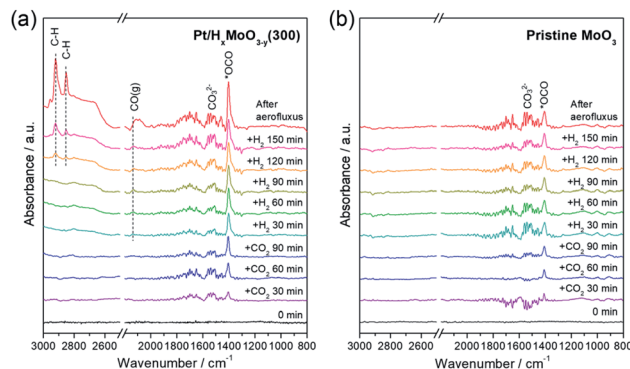 (a)
C-H
C-H
CO(g)
CO₃²⁻
*OCO
Pt/HₓMoO₃₋ᵧ(300)
After
aerofluxus
+H₂ 150 min
+H₂ 120 min
+H₂ 90 min
+H₂ 60 min
+H₂ 30 min
+CO₂ 90 min
+CO₂ 60 min
+CO₂ 30 min
0 min
Absorbance / a.u.
3000 2800 2600 2000 1800 1600 1400 1200 1000 800
Wavenumber / cm⁻¹
(b)
Pristine MoO₃
CO₃²⁻
*OCO
After
aerofluxus
+H₂ 150 min
+H₂ 120 min
+H₂ 90 min
+H₂ 60 min
+H₂ 30 min
+CO₂ 90 min
+CO₂ 60 min
+CO₂ 30 min
0 min
Absorbance / a.u.
3000 2800 2600 2000 1800 1600 1400 1200 1000 800
Wavenumber / cm⁻¹